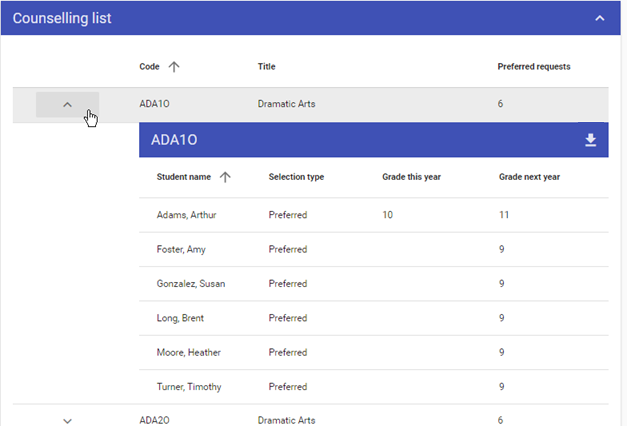 Counselling list
Code Title Preferred requests
ADA1O Dramatic Arts 6
ADA1O
Student name Selection type Grade this year Grade next year
Adams, Arthur Preferred 10 11
Foster, Amy Preferred 9
Gonzalez, Susan Preferred 9
Long, Brent Preferred 9
Moore, Heather Preferred 9
Turner, Timothy Preferred 9
ADA2O Dramatic Arts 6